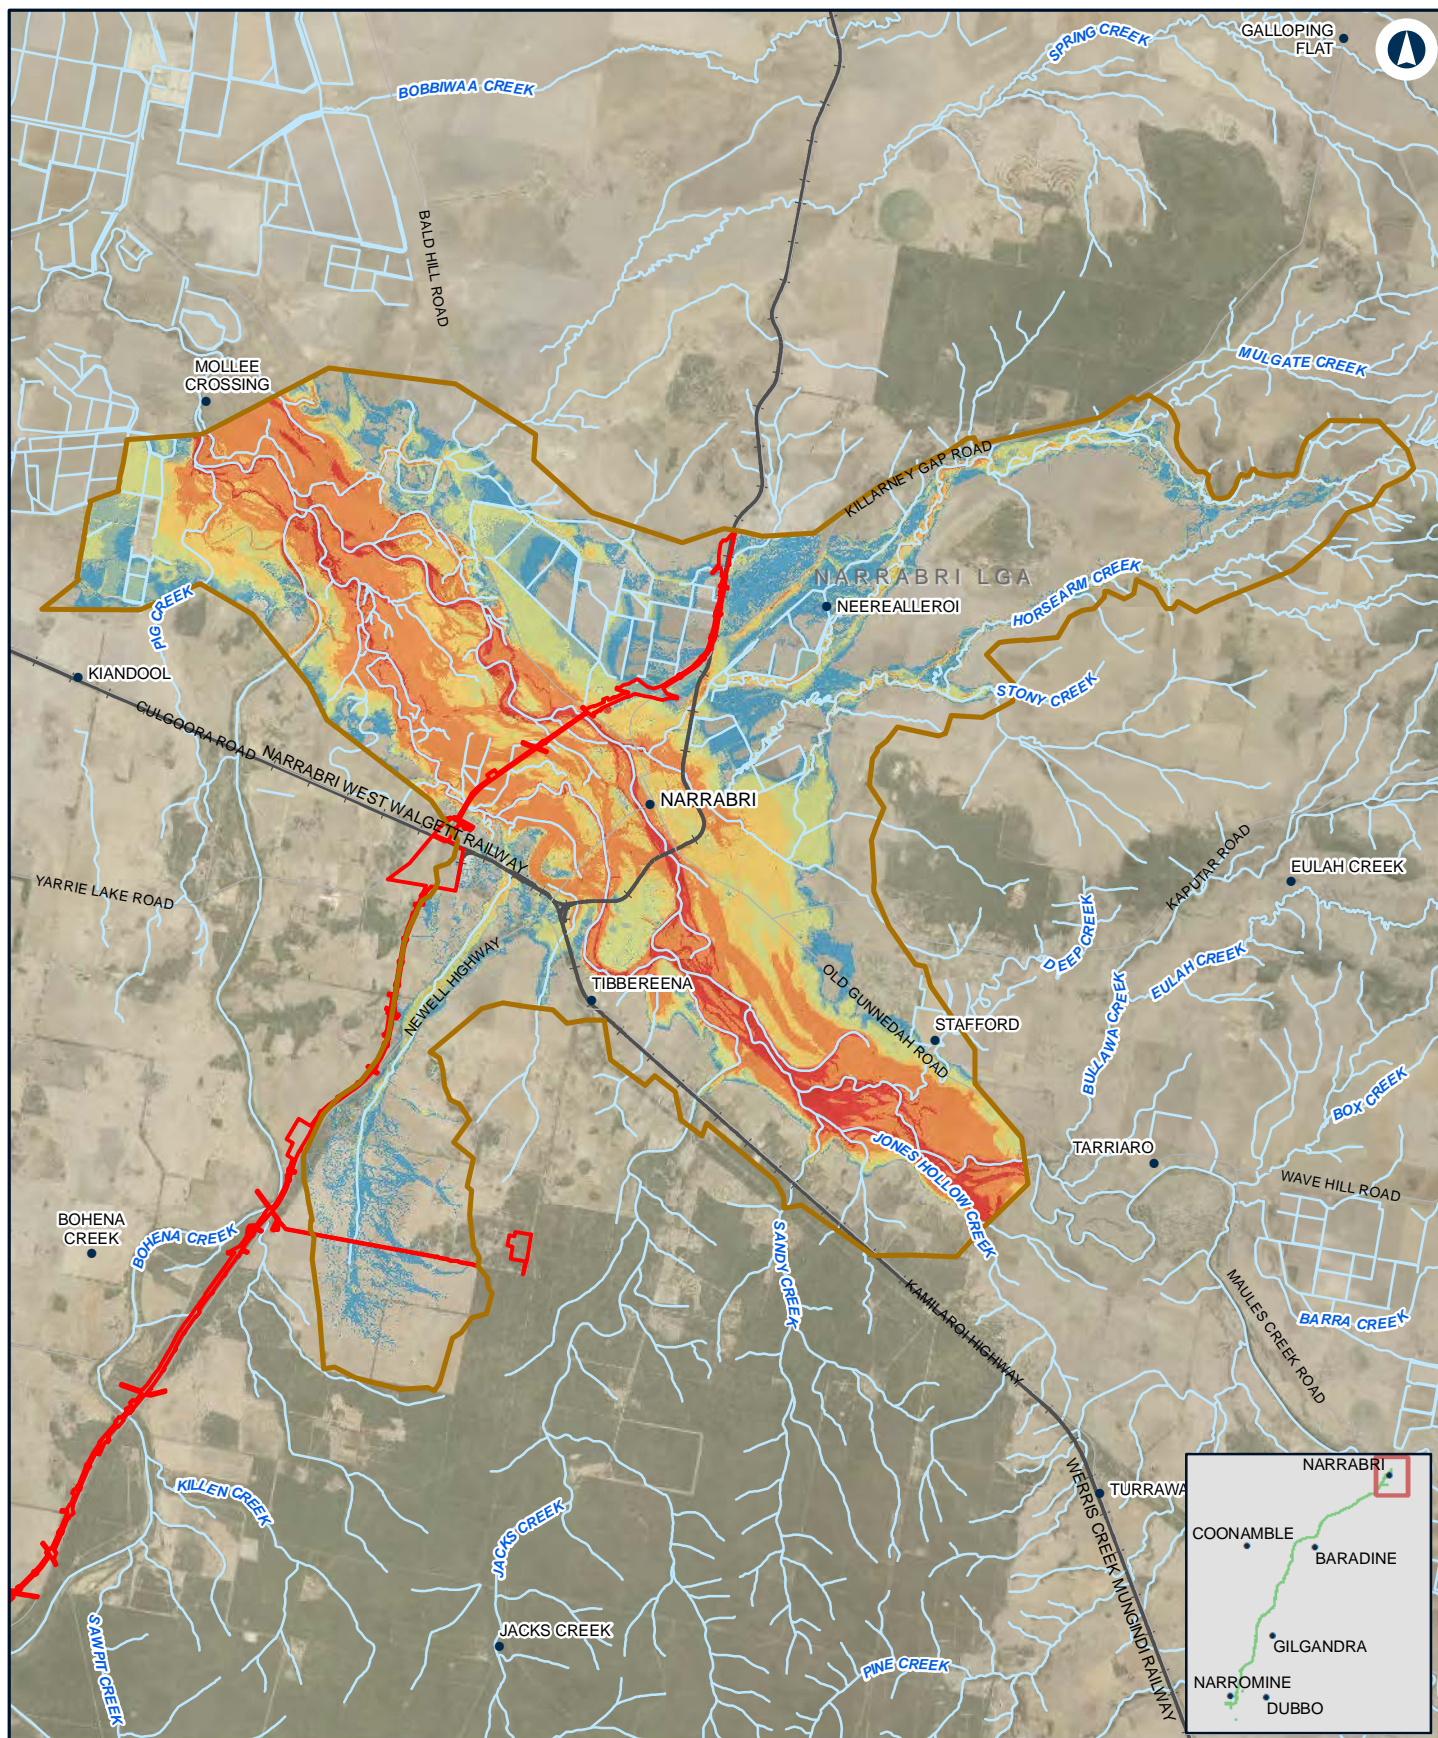 GALLOPING
FLAT
SPRING CREEK
BOBBIWAA CREEK
BALD HILL ROAD
MULGATE CREEK
MOLLEE
CROSSING
KILLARNEY GAP ROAD
NARRABRI LGA
HORSEARM CREEK
NEEREALLEROI
PIG CREEK
KIANDOOL
STONY CREEK
CULGOORA ROAD
NARRABRI WEST WALGETT RAILWAY
NARRABRI
KAPUTAR ROAD
EULAH CREEK
YARRIE LAKE ROAD
DEEP CREEK
EULAH CREEK
NEWELL HIGHWAY
TIBBEREENA
OLD GUNNEDAH ROAD
STAFFORD
BULLAWA CREEK
BOX CREEK
JONES HOLLOW CREEK
TARRIARO
WAVE HILL ROAD
BOHENA
CREEK
BOHENA CREEK
SANDY CREEK
KAMILAROI HIGHWAY
MAULES CREEK ROAD
BARRA CREEK
KILLEN CREEK
JACKS CREEK
WERRIS CREEK MUNGINDI RAILWAY
TURRAWA
SAWPIT CREEK
JACKS CREEK
PINE CREEK
NARRABRI
COONAMBLE
BARADINE
GILGANDRA
NARROMINE
DUBBO